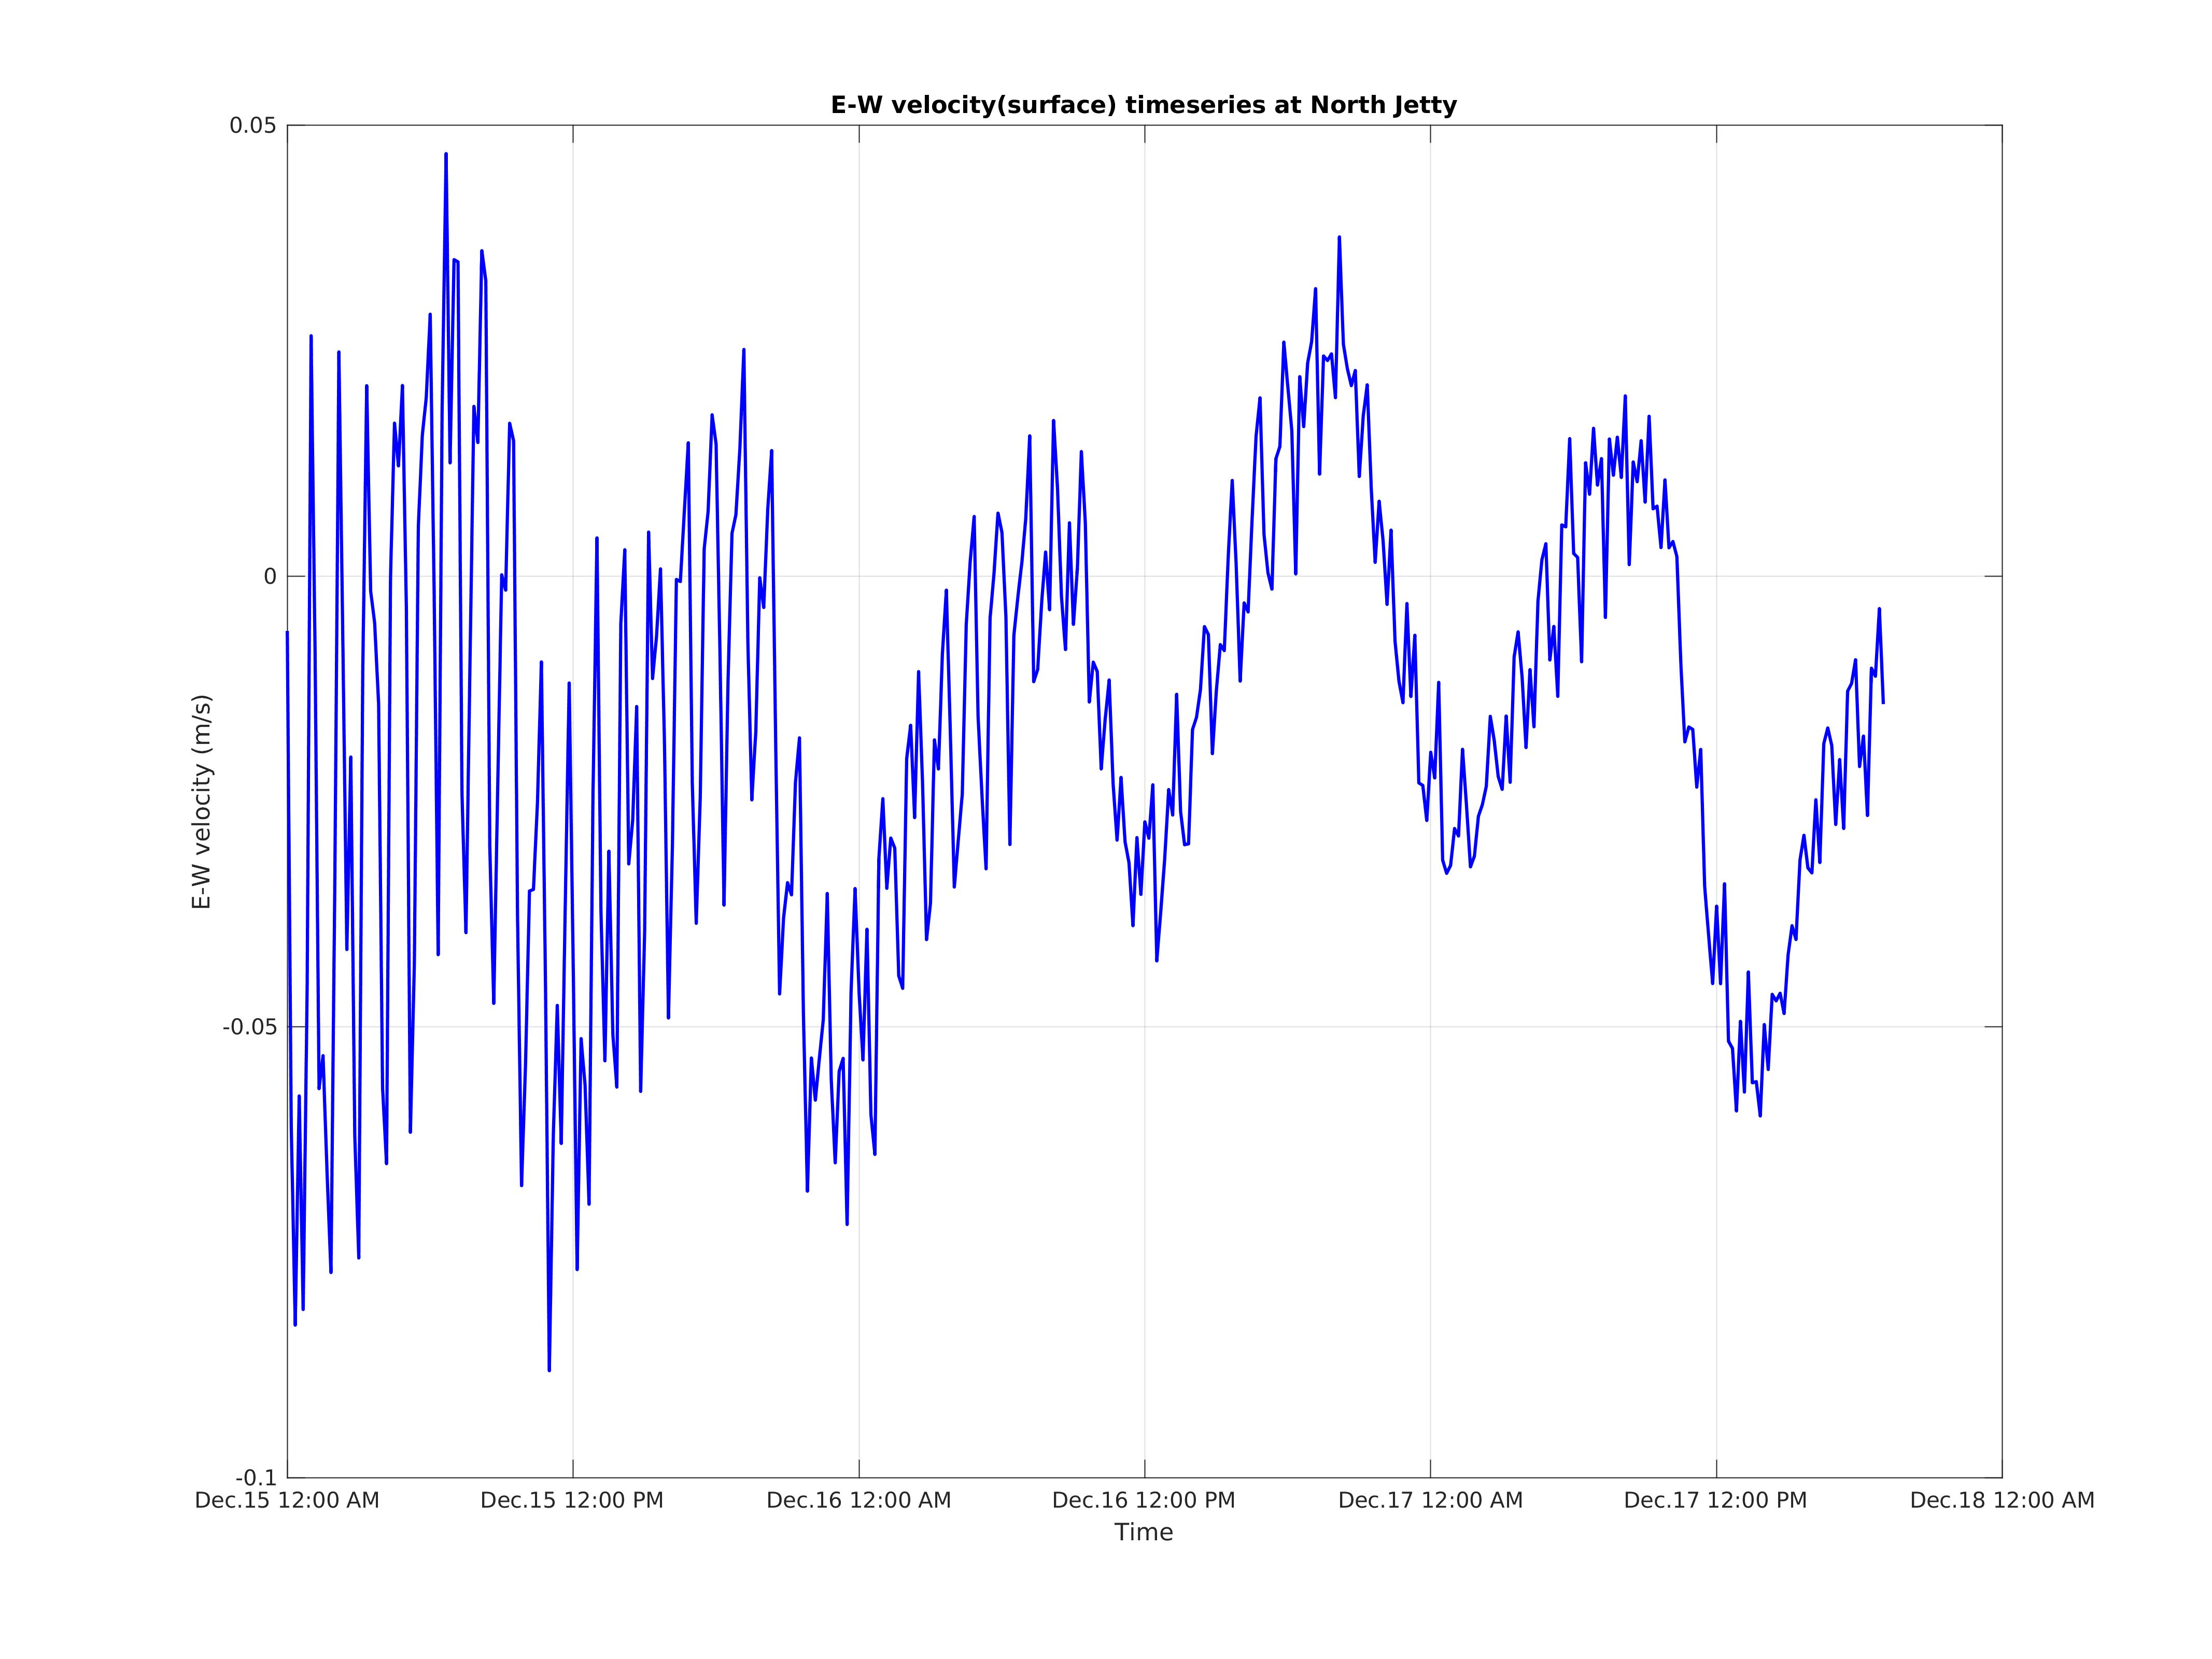 E-W velocity(surface) timeseries at North Jetty
0.05
0
-0.05
-0.1
E-W velocity (m/s)
Dec.15 12:00 AM Dec.15 12:00 PM Dec.16 12:00 AM Dec.16 12:00 PM Dec.17 12:00 AM Dec.17 12:00 PM Dec.18 12:00 AM
Time